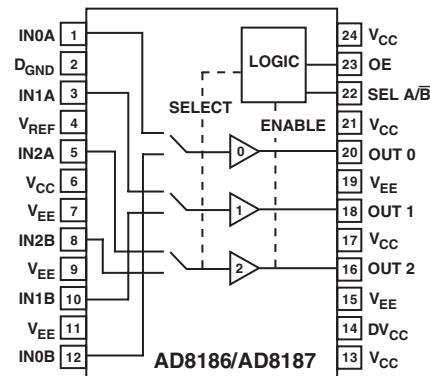 IN0A 1
DGND 2
IN1A 3
VREF 4
IN2A 5
VCC 6
VEE 7
IN2B 8
VEE 9
IN1B 10
VEE 11
IN0B 12
LOGIC
SELECT
ENABLE
0
1
2
24 VCC
23 OE
22 SEL A/B̅
21 VCC
20 OUT 0
19 VEE
18 OUT 1
17 VCC
16 OUT 2
15 VEE
14 DVCC
13 VCC
AD8186/AD8187